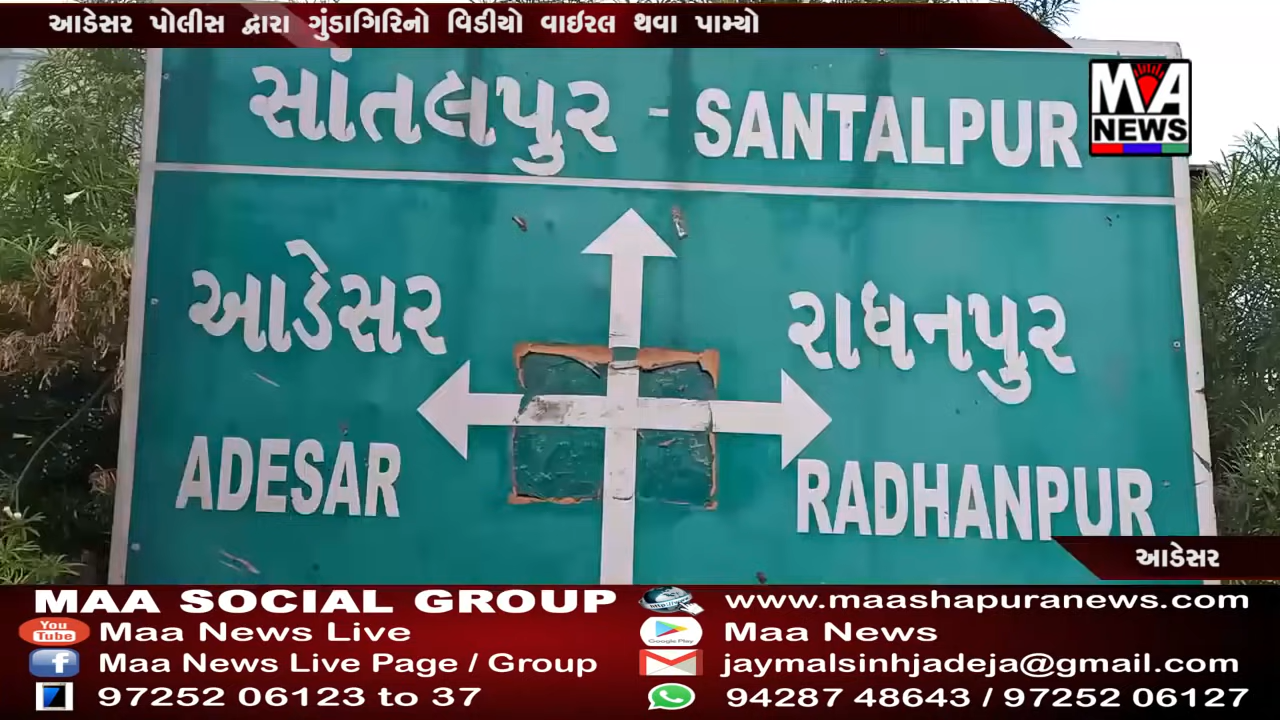 આડેસર પોલીસ દ્વારા ગુંડાગિરિનો વિડીયો વાઈરલ થવા પામ્યો
MAA
NEWS
સાંતલપુર - SANTALPUR
આડેસર
રાધનપુર
ADESAR
RADHANPUR
આડેસર
MAA SOCIAL GROUP
http://
www.maashapuranews.com
You
Tube
Maa News Live
Google Play
Maa News
f
Maa News Live Page / Group
jaymalsinhjadeja@gmail.com
97252 06123 to 37
94287 48643 / 97252 06127